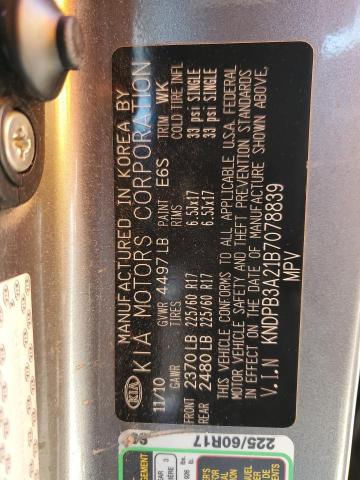 MANUFACTURED IN KOREA BY
KIA KIA MOTORS CORPORATION
11/10 GVWR 4497 LB PAINT E6S TRIM WK
GAWR TIRES RIMS COLD TIRE INFL
FRONT 2370 LB 225/60 R17 6.5Jx17 33 psi SINGLE
REAR 2480 LB 225/60 R17 6.5Jx17 33 psi SINGLE
THIS VEHICLE CONFORMS TO ALL APPLICABLE U.S.A. FEDERAL
MOTOR VEHICLE SAFETY AND THEFT PREVENTION STANDARDS
IN EFFECT ON THE DATE OF MANUFACTURE SHOWN ABOVE.
V.I.N KNDPB3A21B7078839
MPV
225/60R17